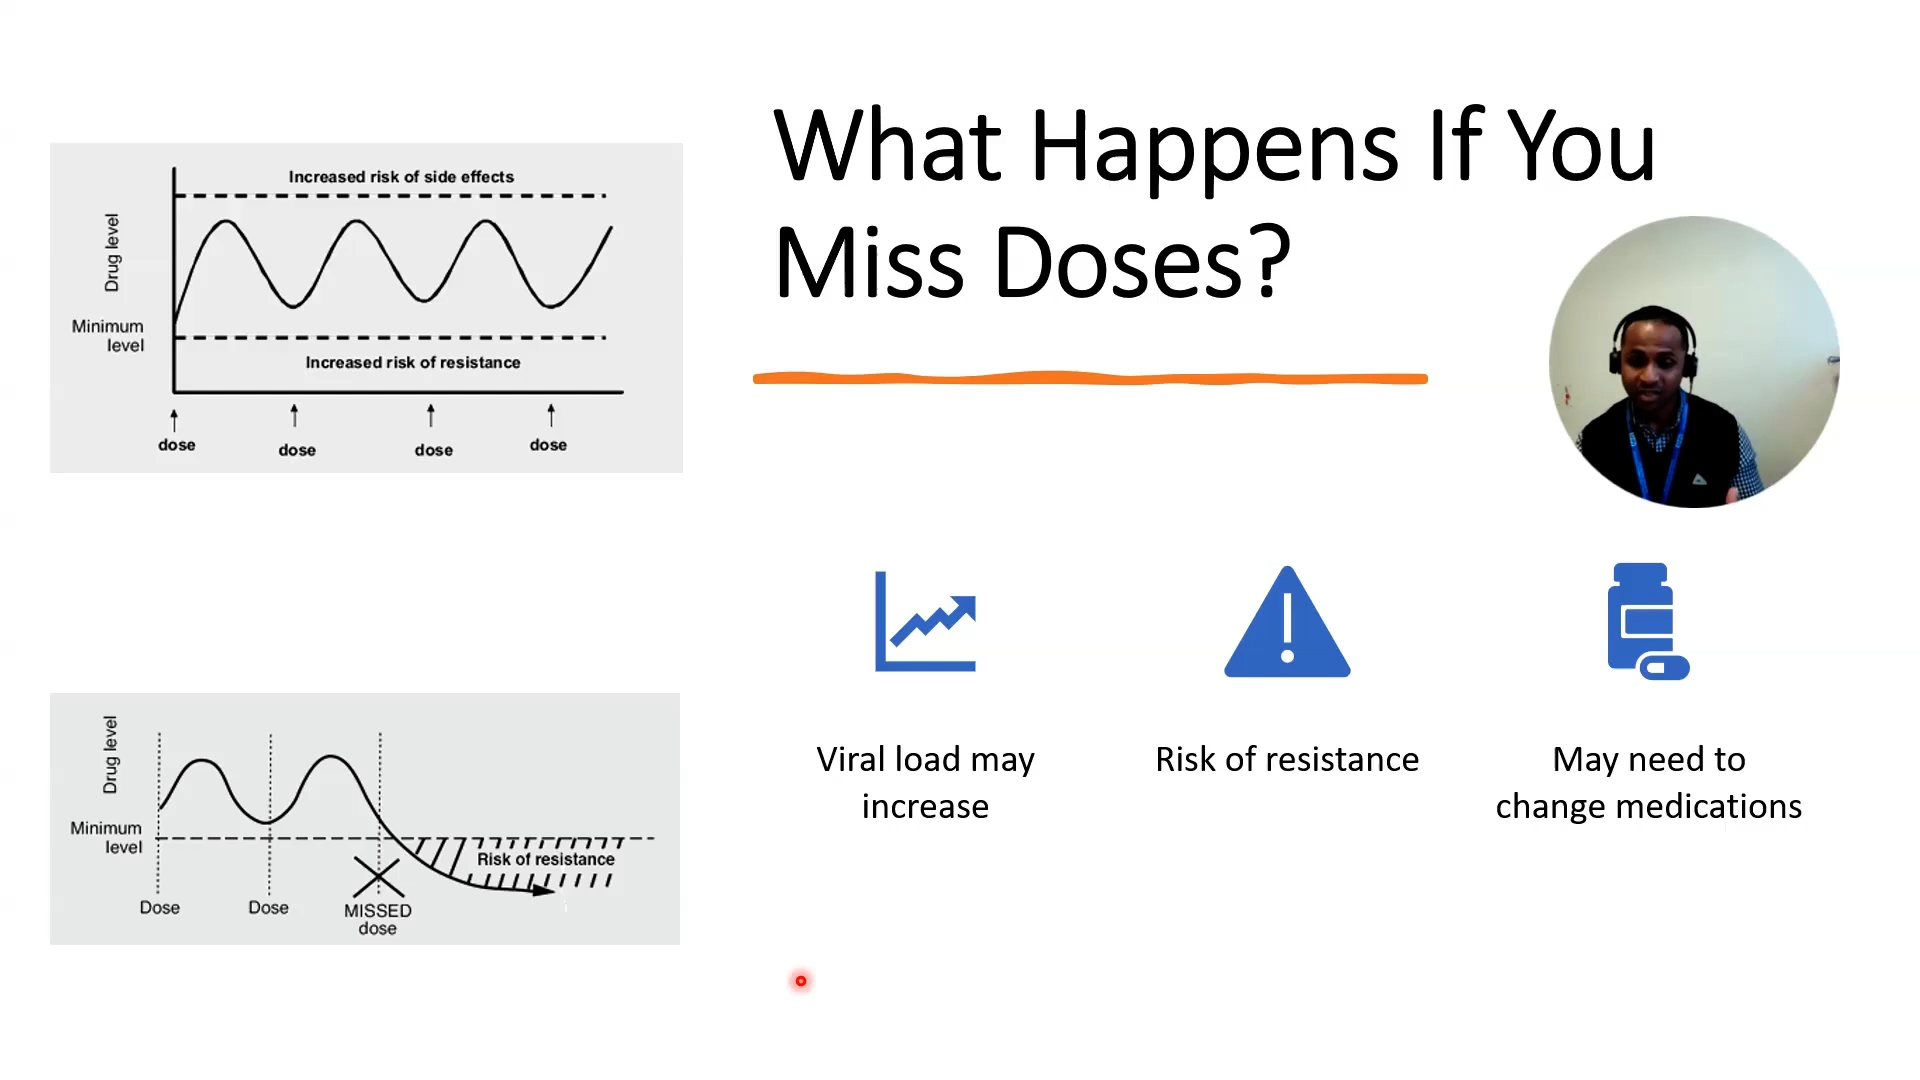 What Happens If You
Miss Doses?
Increased risk of side effects
Drug level
Minimum
level
Increased risk of resistance
dose
dose
dose
dose
Drug level
Minimum
level
Risk of resistance
Dose
Dose
MISSED
dose
Viral load may
increase
Risk of resistance
May need to
change medications